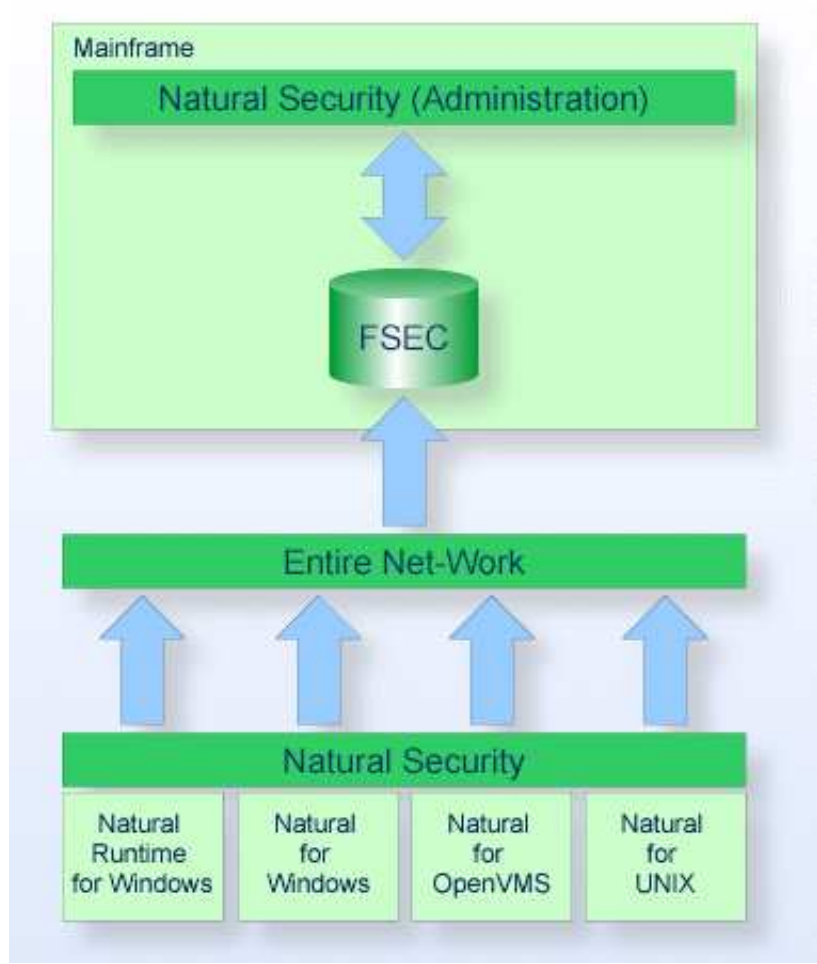 Mainframe
Natural Security (Administration)
FSEC
Entire Net-Work
Natural Security
Natural
Runtime
for Windows
Natural
for
Windows
Natural
for
OpenVMS
Natural
for
UNIX